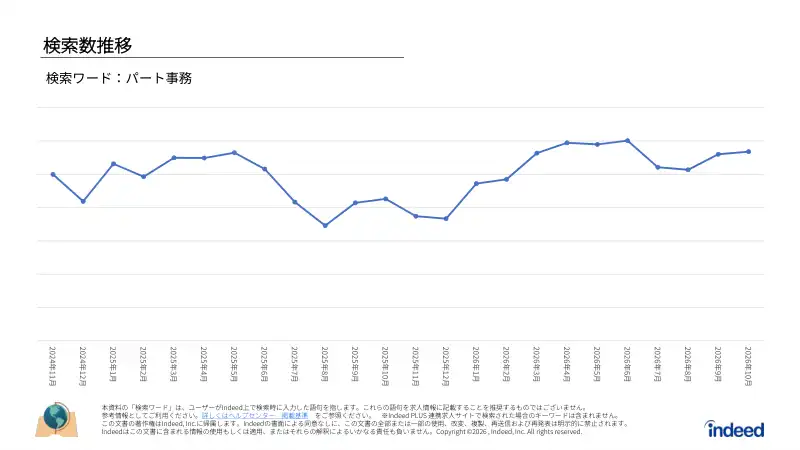 検索数推移
検索ワード：パート事務
2024年11月
2024年12月
2025年1月
2025年2月
2025年3月
2025年4月
2025年5月
2025年6月
2025年7月
2025年8月
2025年9月
2025年10月
2025年11月
2025年12月
2026年1月
2026年2月
2026年3月
2026年4月
2026年5月
2026年6月
2026年7月
2026年8月
2026年9月
2026年10月
本資料の「検索ワード」は、ユーザーがIndeed上で検索時に入力した語句を指します。これらの語句を求人情報に記載することを推奨するものではございません。
参考情報としてご利用ください。詳しくはヘルプセンター　掲載基準　をご参照ください。　※Indeed PLUS 連携求人サイトで検索された場合のキーワードは含まれません。
この文書の著作権はIndeed, Inc.に帰属します。Indeedの書面による同意なしに、この文書の全部または一部の使用、改変、複製、再送信および再発表は明示的に禁止されます。
Indeedはこの文書に含まれる情報の使用もしくは適用、またはそれらの解釈によるいかなる責任も負いません。Copyright ©2026 , Indeed, Inc. All rights reserved.
indeed